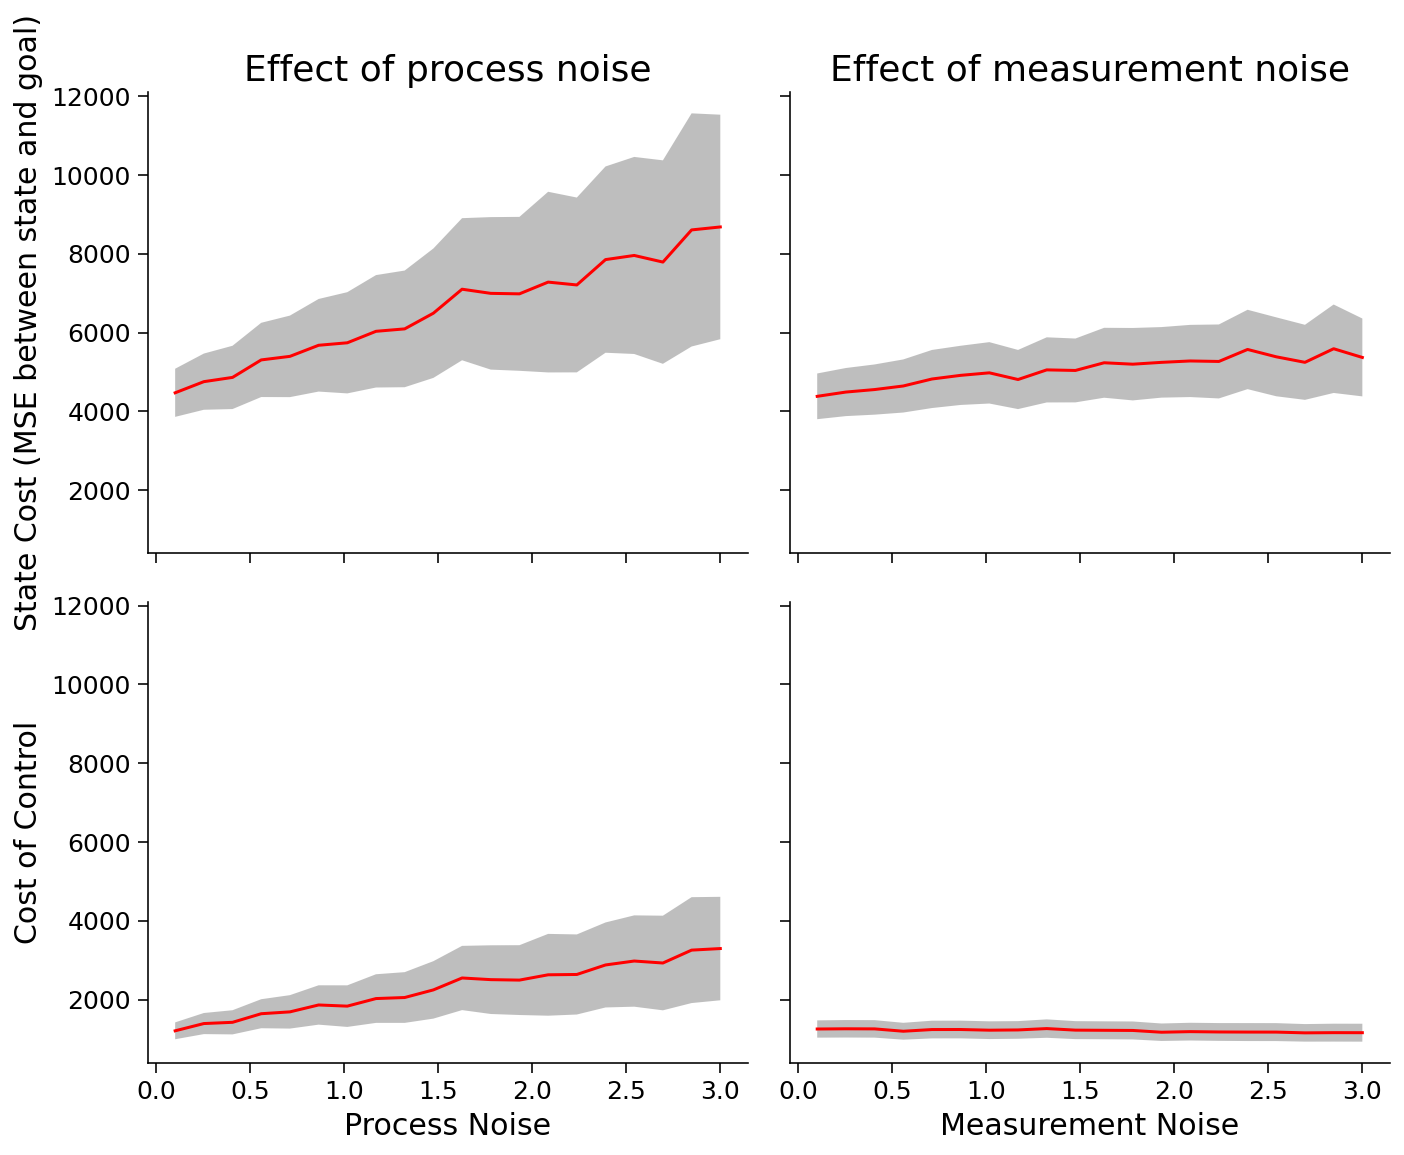 Effect of process noise
Effect of measurement noise
State Cost (MSE between state and goal)
12000
10000
8000
6000
4000
2000
Cost of Control
12000
10000
8000
6000
4000
2000
0.0 0.5 1.0 1.5 2.0 2.5 3.0
Process Noise
0.0 0.5 1.0 1.5 2.0 2.5 3.0
Measurement Noise